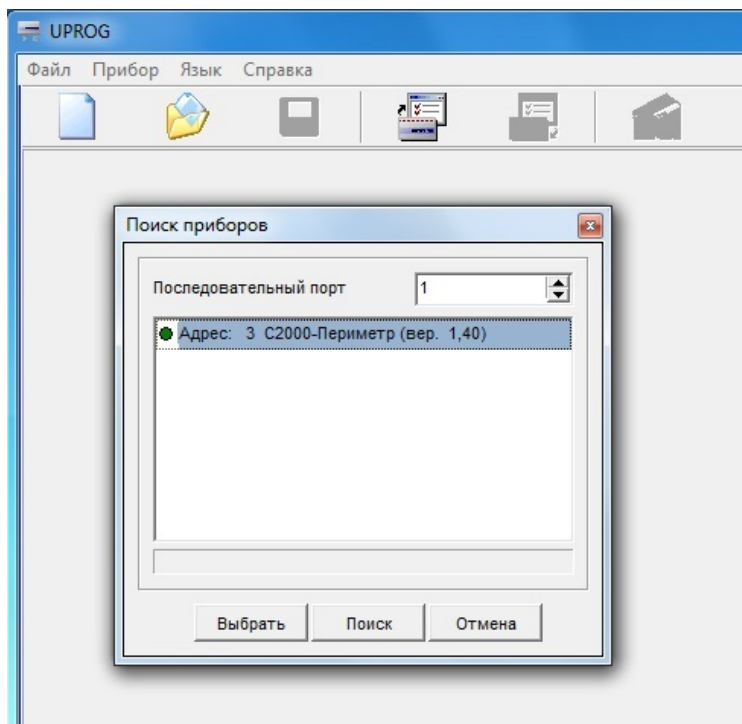 UPROG
Файл Прибор Язык Справка
Поиск приборов
Последовательный порт 1
Адрес: 3 С2000-Периметр (вер. 1,40)
Выбрать Поиск Отмена